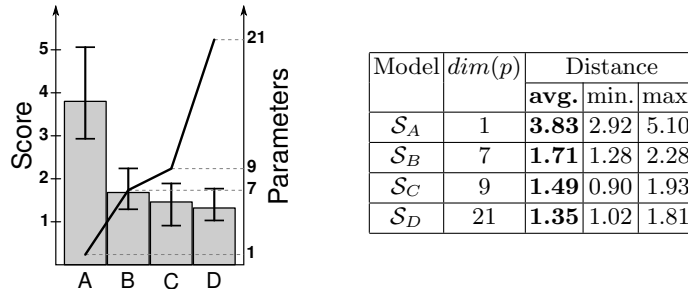 Score
5
4
3
2
1
A B C D
21
9
7
1
Parameters
Model dim(p) Distance
avg. min. max
S_A 1 3.83 2.92 5.10
S_B 7 1.71 1.28 2.28
S_C 9 1.49 0.90 1.93
S_D 21 1.35 1.02 1.81